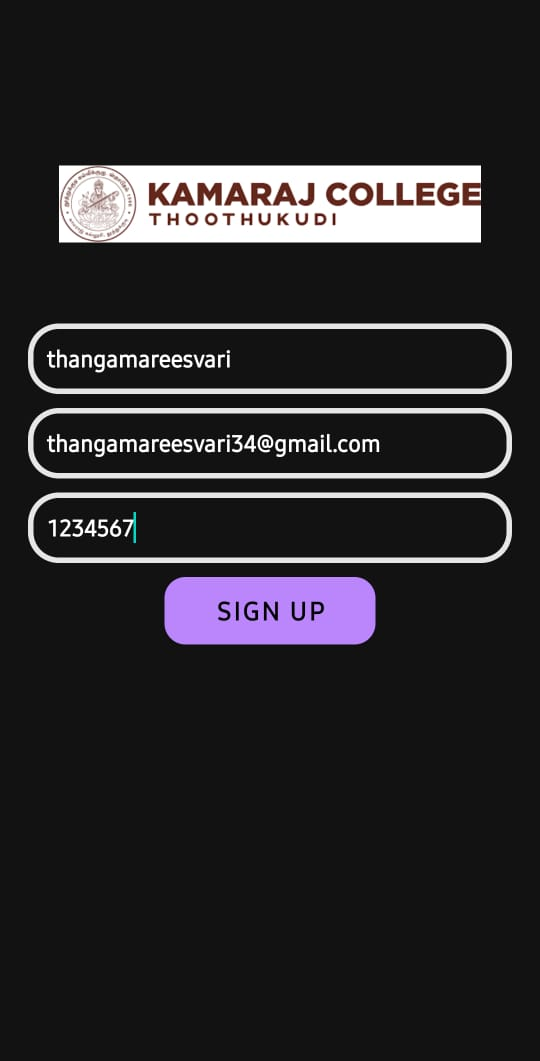 KAMARAJ COLLEGE
THOOTHUKUDI
thangamareesvari
thangamareesvari34@gmail.com
1234567
SIGN UP